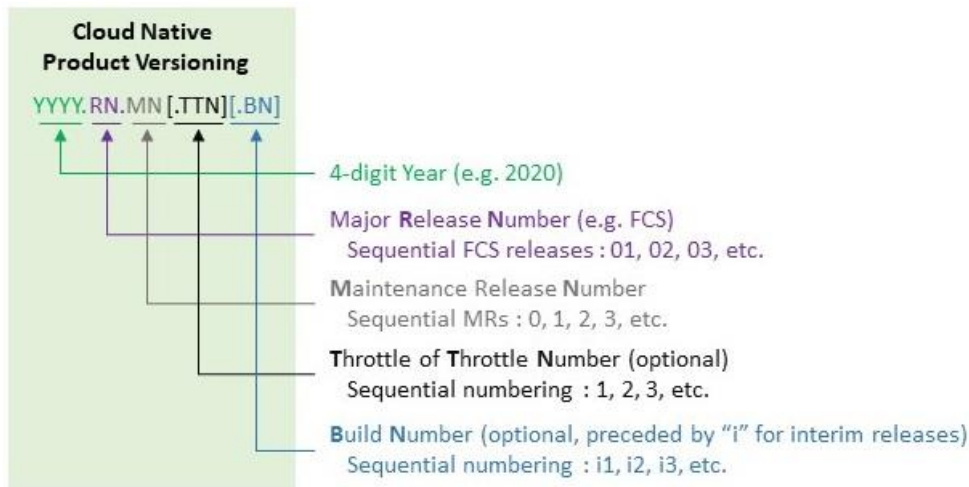 Cloud Native
Product Versioning
YYYY.RN.MN[.TTN][.BN]
4-digit Year (e.g. 2020)
Major Release Number (e.g. FCS)
Sequential FCS releases : 01, 02, 03, etc.
Maintenance Release Number
Sequential MRs : 0, 1, 2, 3, etc.
Throttle of Throttle Number (optional)
Sequential numbering : 1, 2, 3, etc.
Build Number (optional, preceded by “i” for interim releases)
Sequential numbering : i1, i2, i3, etc.